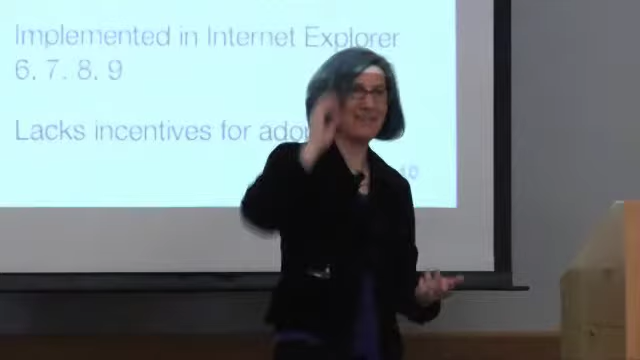 Implemented in Internet Explorer
6, 7, 8, 9
Lacks incentives for